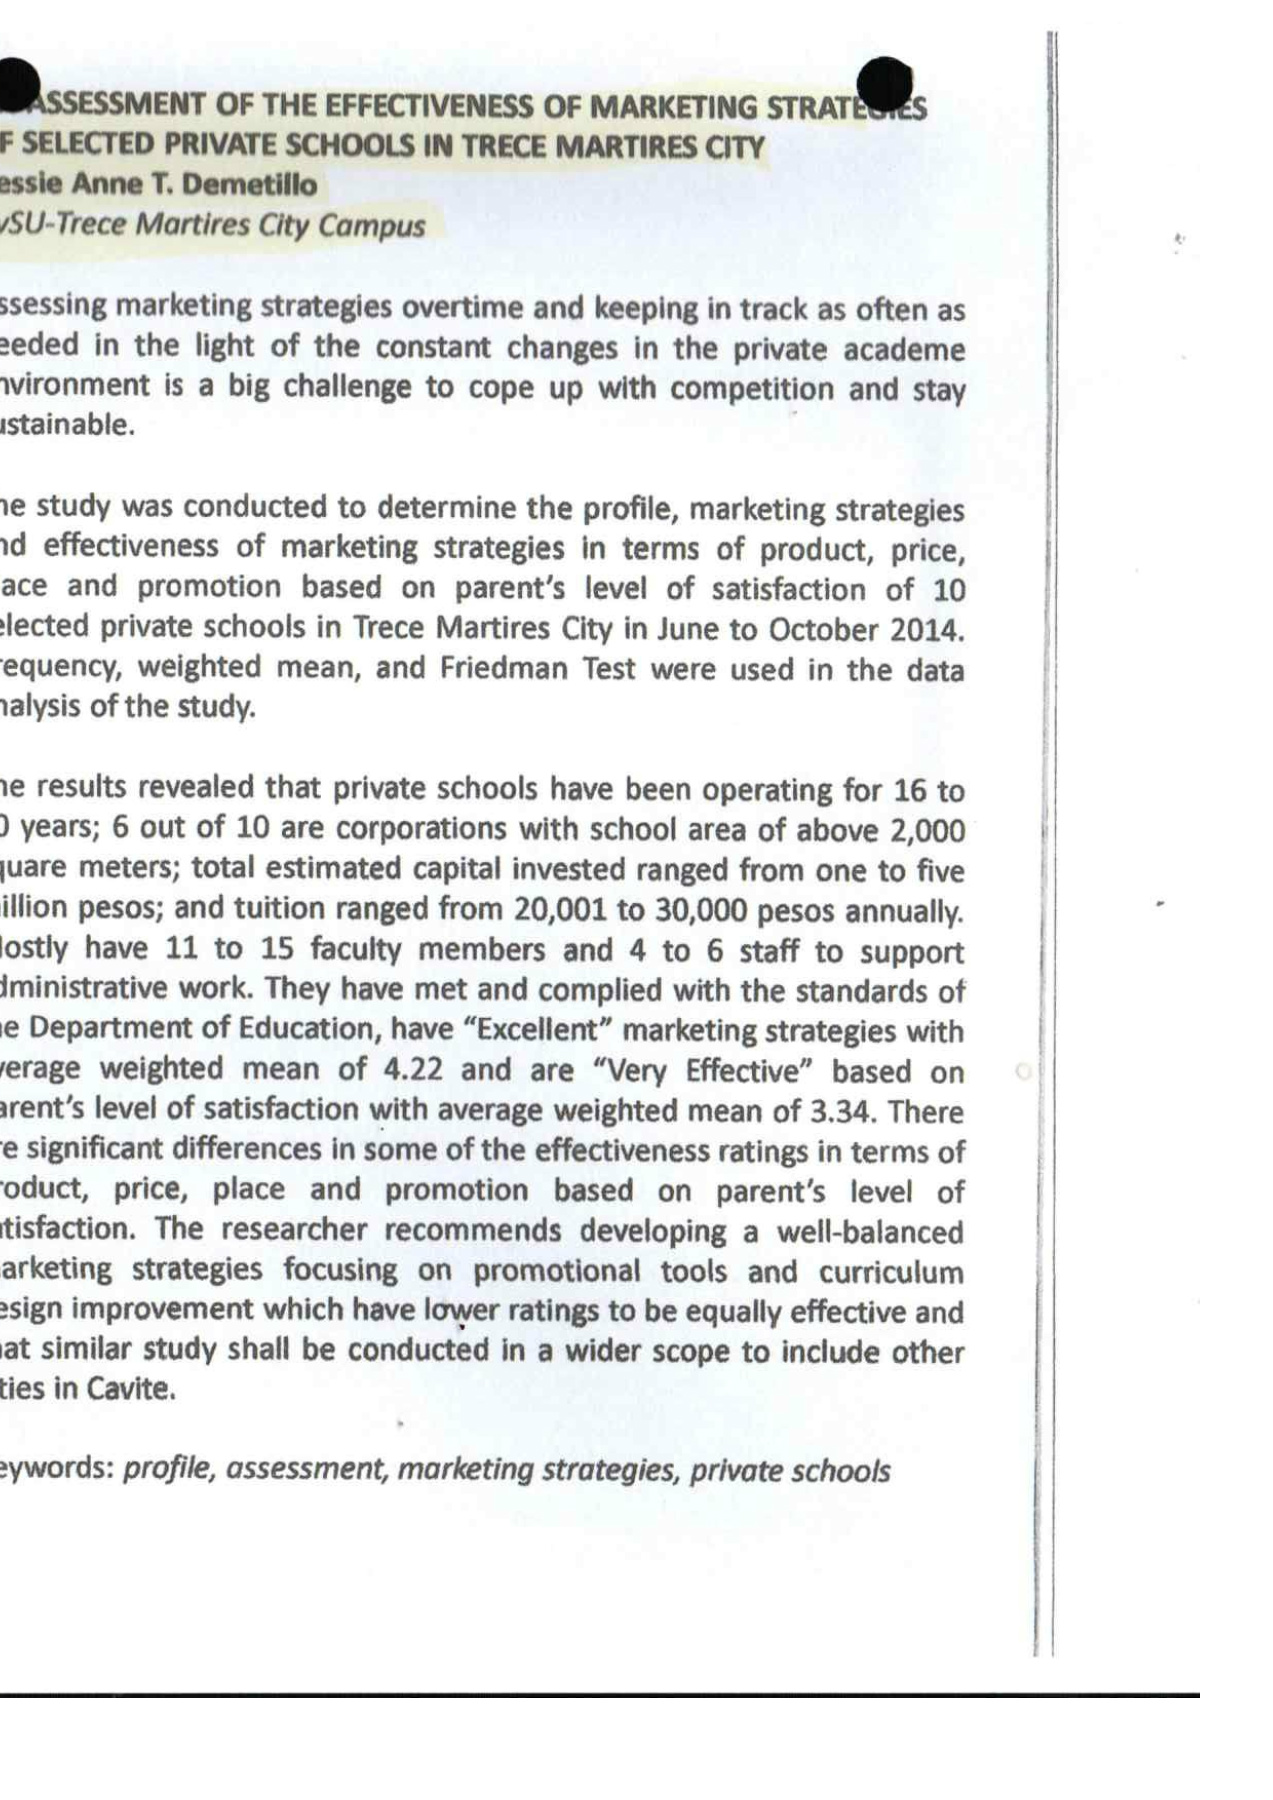 ASSESSMENT OF THE EFFECTIVENESS OF MARKETING STRATEGIES
F SELECTED PRIVATE SCHOOLS IN TRECE MARTIRES CITY
essie Anne T. Demetillo
vSU-Trece Martires City Campus
ssessing marketing strategies overtime and keeping in track as often as
eeded in the light of the constant changes in the private academe
nvironment is a big challenge to cope up with competition and stay
ustainable.
he study was conducted to determine the profile, marketing strategies
nd effectiveness of marketing strategies in terms of product, price,
ace and promotion based on parent's level of satisfaction of 10
elected private schools in Trece Martires City in June to October 2014.
requency, weighted mean, and Friedman Test were used in the data
nalysis of the study.
he results revealed that private schools have been operating for 16 to
0 years; 6 out of 10 are corporations with school area of above 2,000
quare meters; total estimated capital invested ranged from one to five
illion pesos; and tuition ranged from 20,001 to 30,000 pesos annually.
lostly have 11 to 15 faculty members and 4 to 6 staff to support
dministrative work. They have met and complied with the standards of
he Department of Education, have “Excellent” marketing strategies with
verage weighted mean of 4.22 and are “Very Effective” based on
arent's level of satisfaction with average weighted mean of 3.34. There
re significant differences in some of the effectiveness ratings in terms of
roduct, price, place and promotion based on parent's level of
atisfaction. The researcher recommends developing a well-balanced
arketing strategies focusing on promotional tools and curriculum
esign improvement which have lower ratings to be equally effective and
hat similar study shall be conducted in a wider scope to include other
ties in Cavite.
eywords: profile, assessment, marketing strategies, private schools